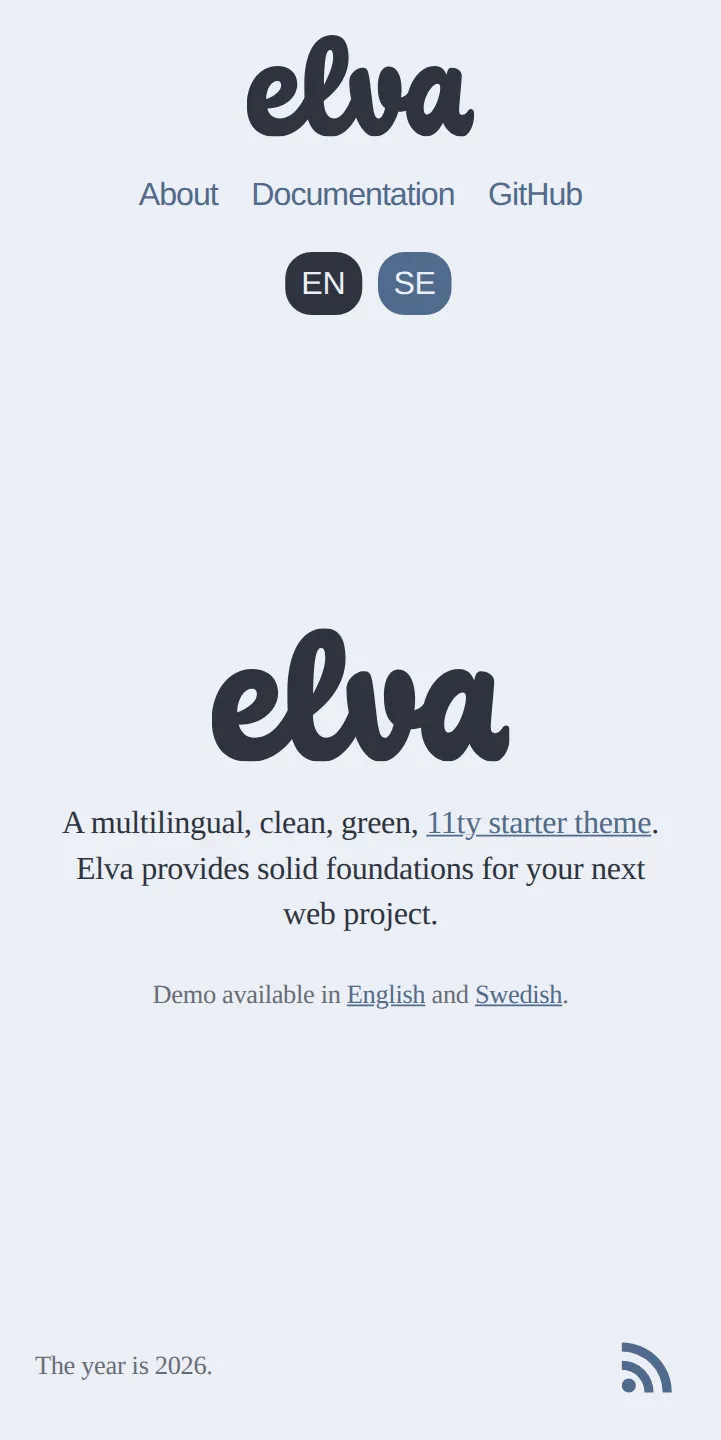 elva
About Documentation GitHub
EN SE
elva
A multilingual, clean, green, 11ty starter theme.
Elva provides solid foundations for your next
web project.
Demo available in English and Swedish.
The year is 2026.